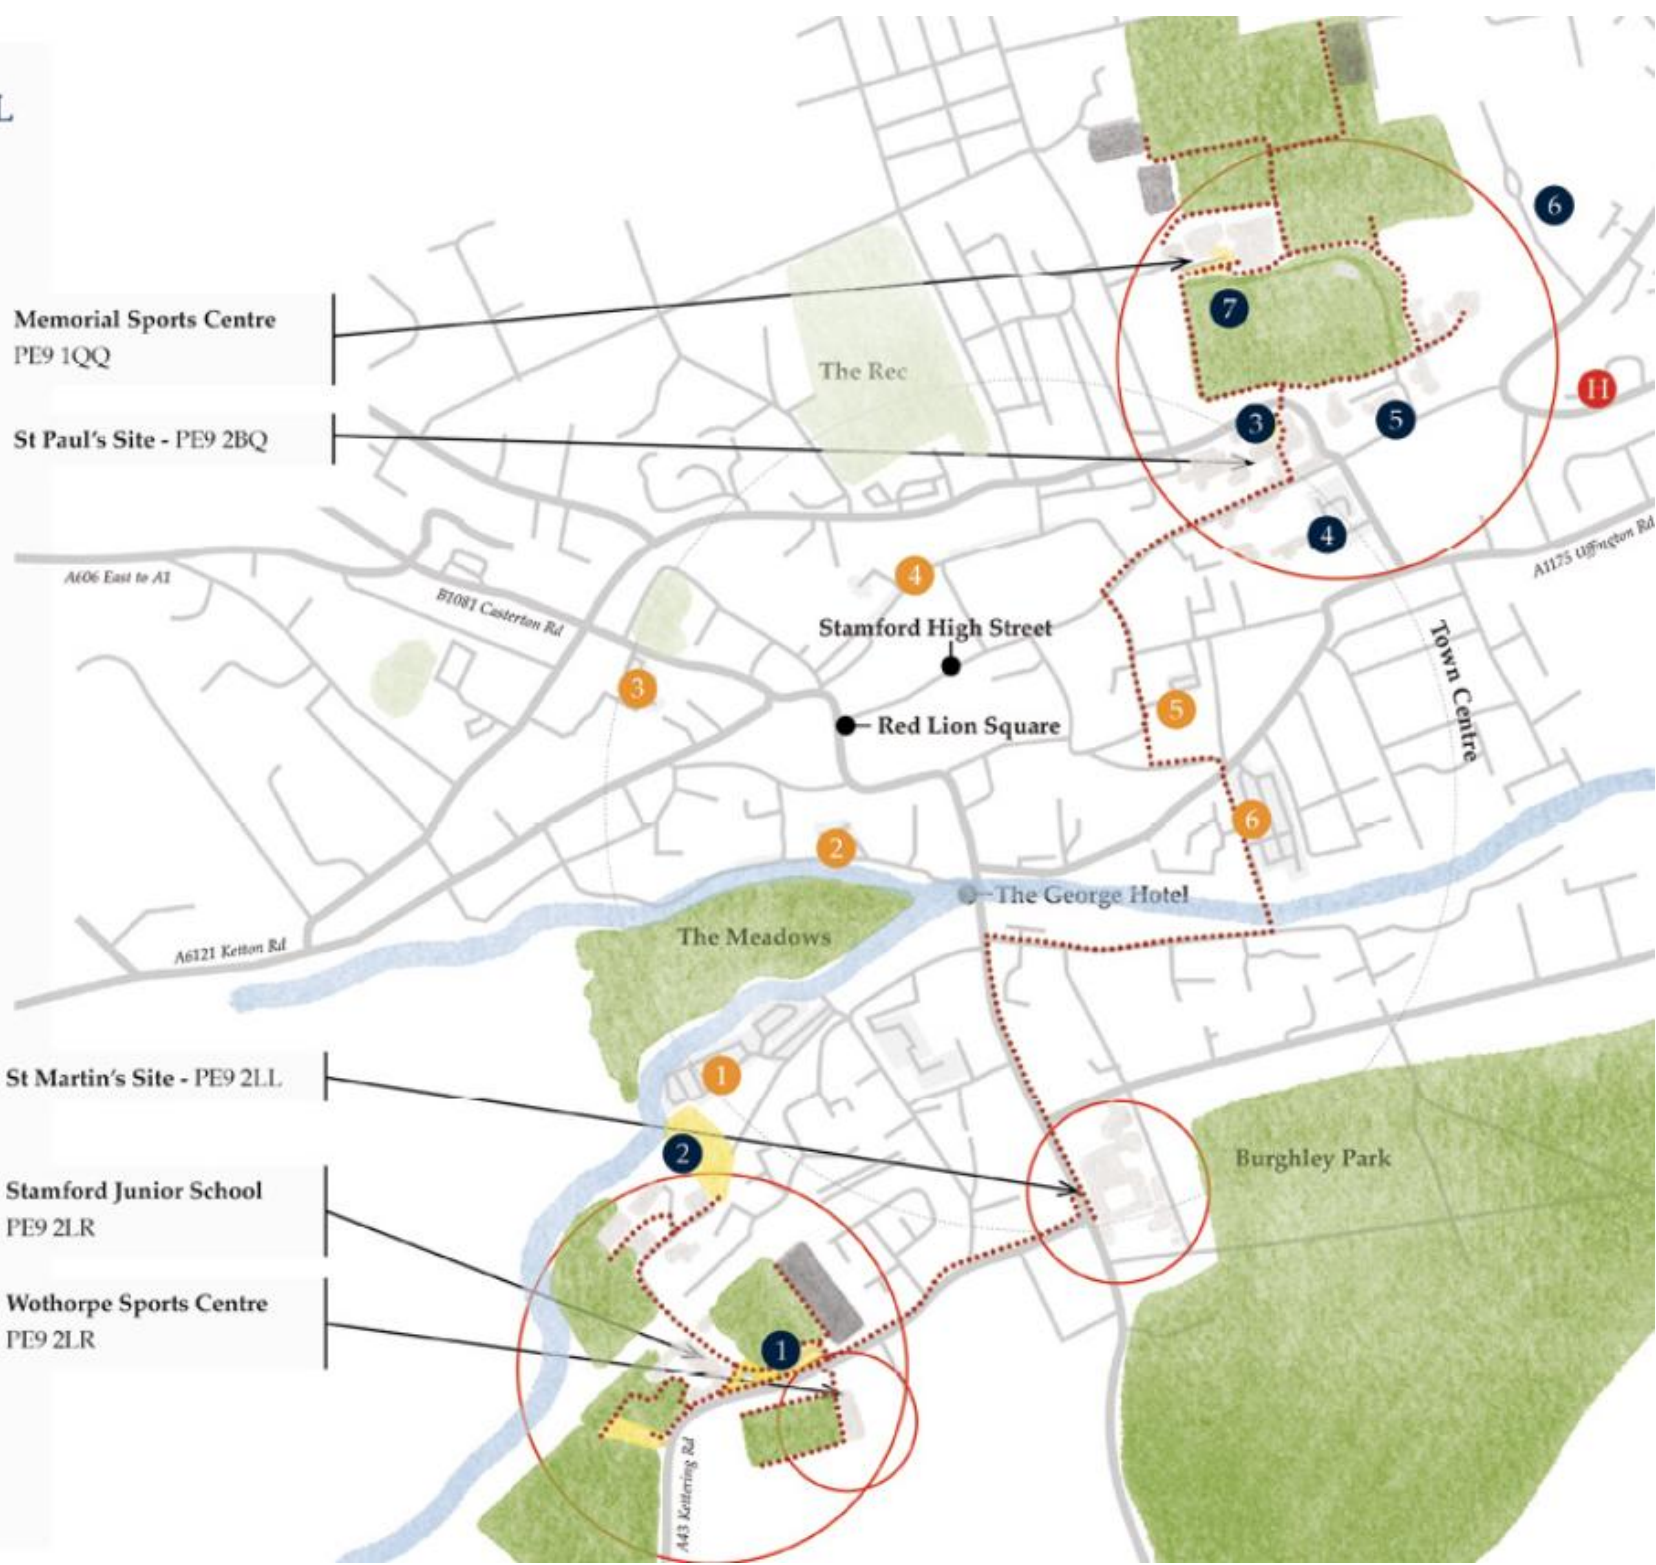 L
6
Memorial Sports Centre
PE9 1QQ
7
The Rec
H
St Paul's Site - PE9 2BQ
3
5
4
A1175 Uffington Rd
A606 East to A1
B1081 Casterton Rd
4
Stamford High Street
Town Centre
3
5
Red Lion Square
6
2
The George Hotel
The Meadows
A6121 Ketton Rd
St Martin's Site - PE9 2LL
1
2
Burghley Park
Stamford Junior School
PE9 2LR
Wothorpe Sports Centre
PE9 2LR
1
A43 Kettering Rd